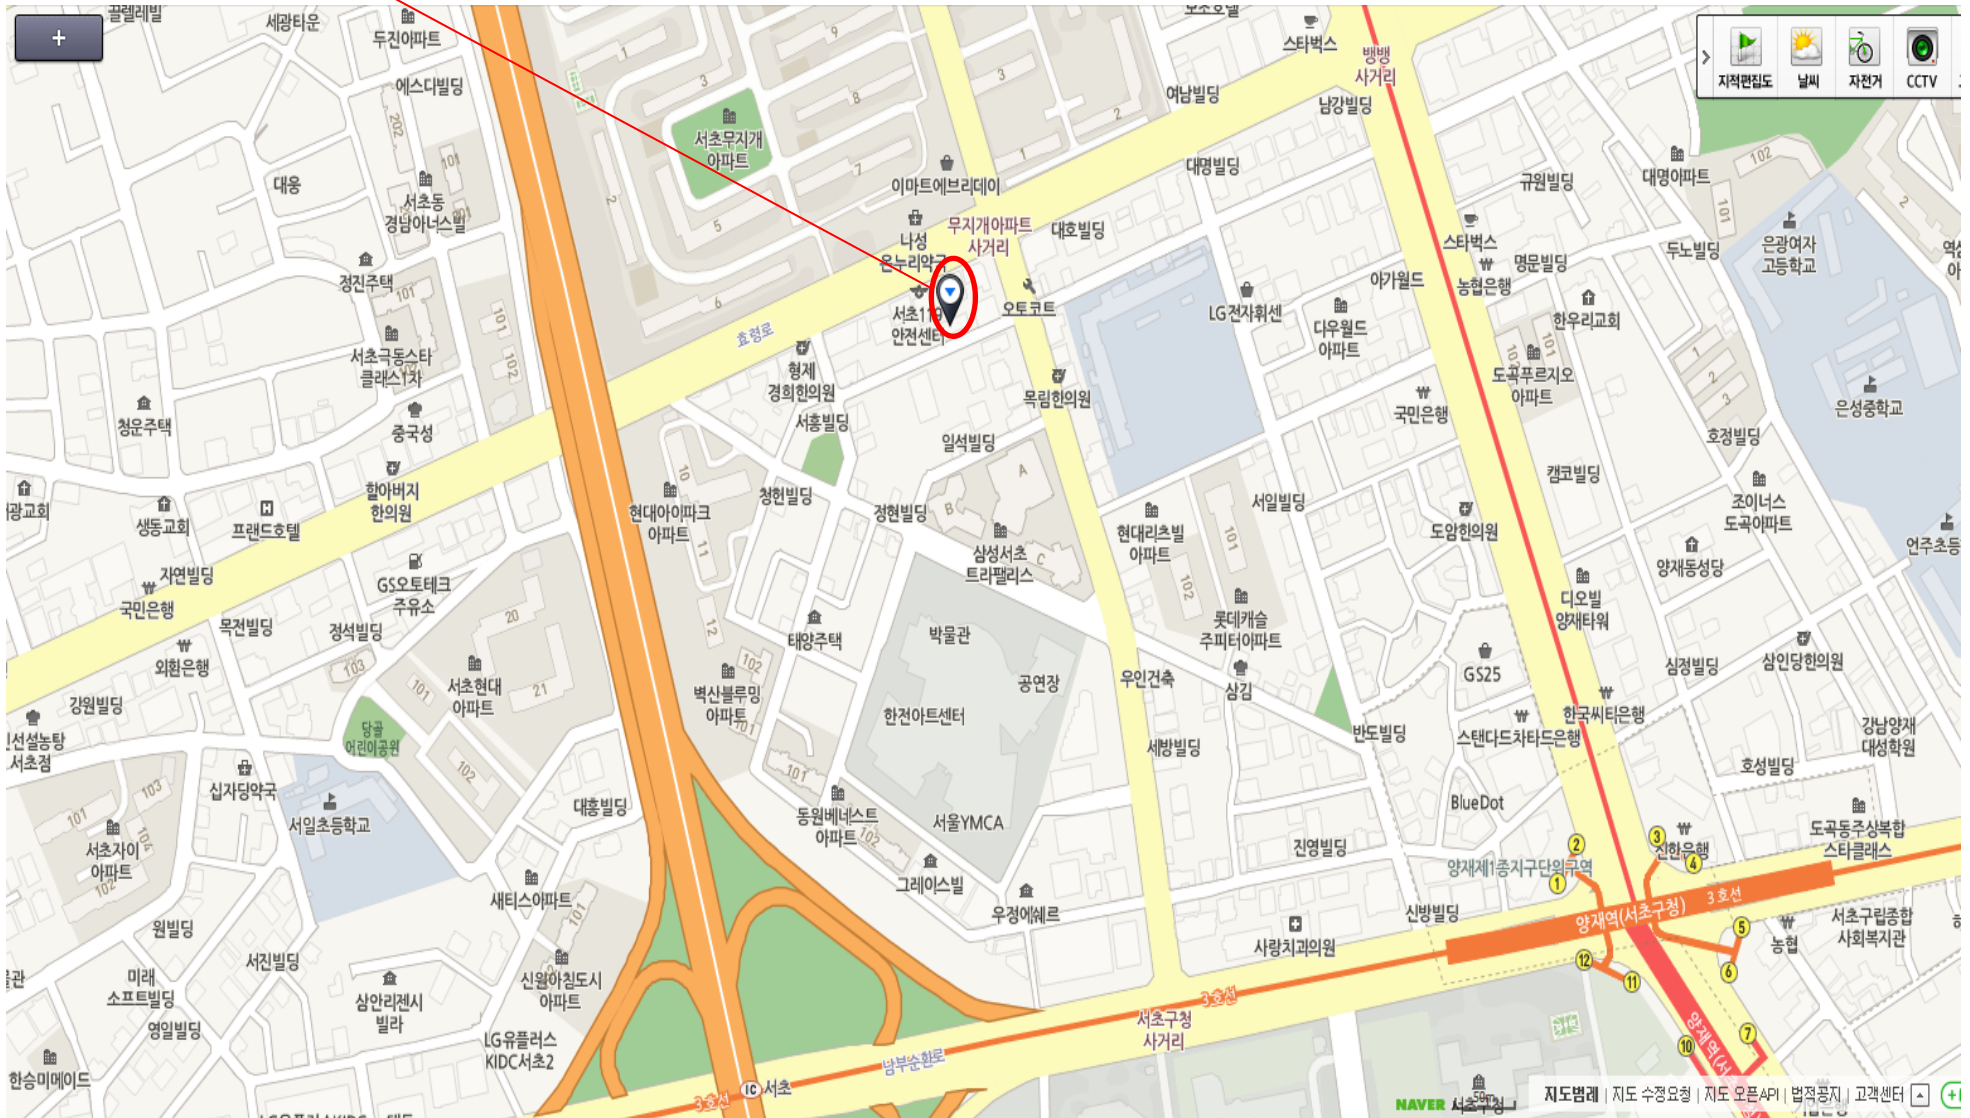 끌렐레빌
세광타운
두진아파트
에스디빌딩
모조호텔
스타벅스
뱅뱅
사거리
지적편집도
날씨
자전거
CCTV
여남빌딩
남강빌딩
서초무지개
아파트
이마트에브리데이
대명빌딩
규원빌딩
대명아파트
대웅
서초동
경남아너스빌
나성
온누리약국
무지개아파트
사거리
대호빌딩
스타벅스
농협은행
명문빌딩
두노빌딩
은광여자
고등학교
정진주택
서초119
안전센터
오토코트
LG전자휘센
아가월드
다우월드
아파트
한우리교회
효령로
서초극동스타
클래스1차
형제
경희한의원
목림한의원
도곡푸르지오
아파트
은성중학교
국민은행
청운주택
중국성
서흥빌딩
일석빌딩
호정빌딩
할아버지
한의원
현대아이파크
아파트
청헌빌딩
정현빌딩
서일빌딩
캠코빌딩
조이너스
도곡아파트
생동교회
프랜드호텔
현대리츠빌
아파트
도암한의원
삼성서초
트라팰리스
A
B
C
양재동성당
자연빌딩
국민은행
GS오토테크
주유소
디오빌
양재타워
롯데캐슬
주피터아파트
목전빌딩
정석빌딩
태양주택
박물관
외환은행
서초현대
아파트
벽산블루밍
아파트
공연장
우인건축
삼김
GS25
심정빌딩
삼인당한의원
강원빌딩
한전아트센터
한국씨티은행
스탠다드차타드은행
당골
어린이공원
세방빌딩
반도빌딩
강남양재
대성학원
호성빌딩
십자당약국
서일초등학교
대흥빌딩
동원베네스트
아파트
서울YMCA
BlueDot
도곡동주상복합
스타클래스
서초자이
아파트
새티스아파트
그레이스빌
진영빌딩
신한은행
양재제1종지구단위구역
우정에쉐르
신방빌딩
양재역(서초구청)
3호선
서초구립종합
사회복지관
농협
원빌딩
서진빌딩
사랑치과의원
미래
소프트빌딩
삼안리젠시
빌라
신원아침도시
아파트
영일빌딩
LG유플러스
KIDC서초2
3호선
서초구청
사거리
한승미메이드
남부순환로
IC 서초
3호선
NAVER
서초구청
50m
지도범례 | 지도 수정요청 | 지도 오픈API | 법적공지 | 고객센터